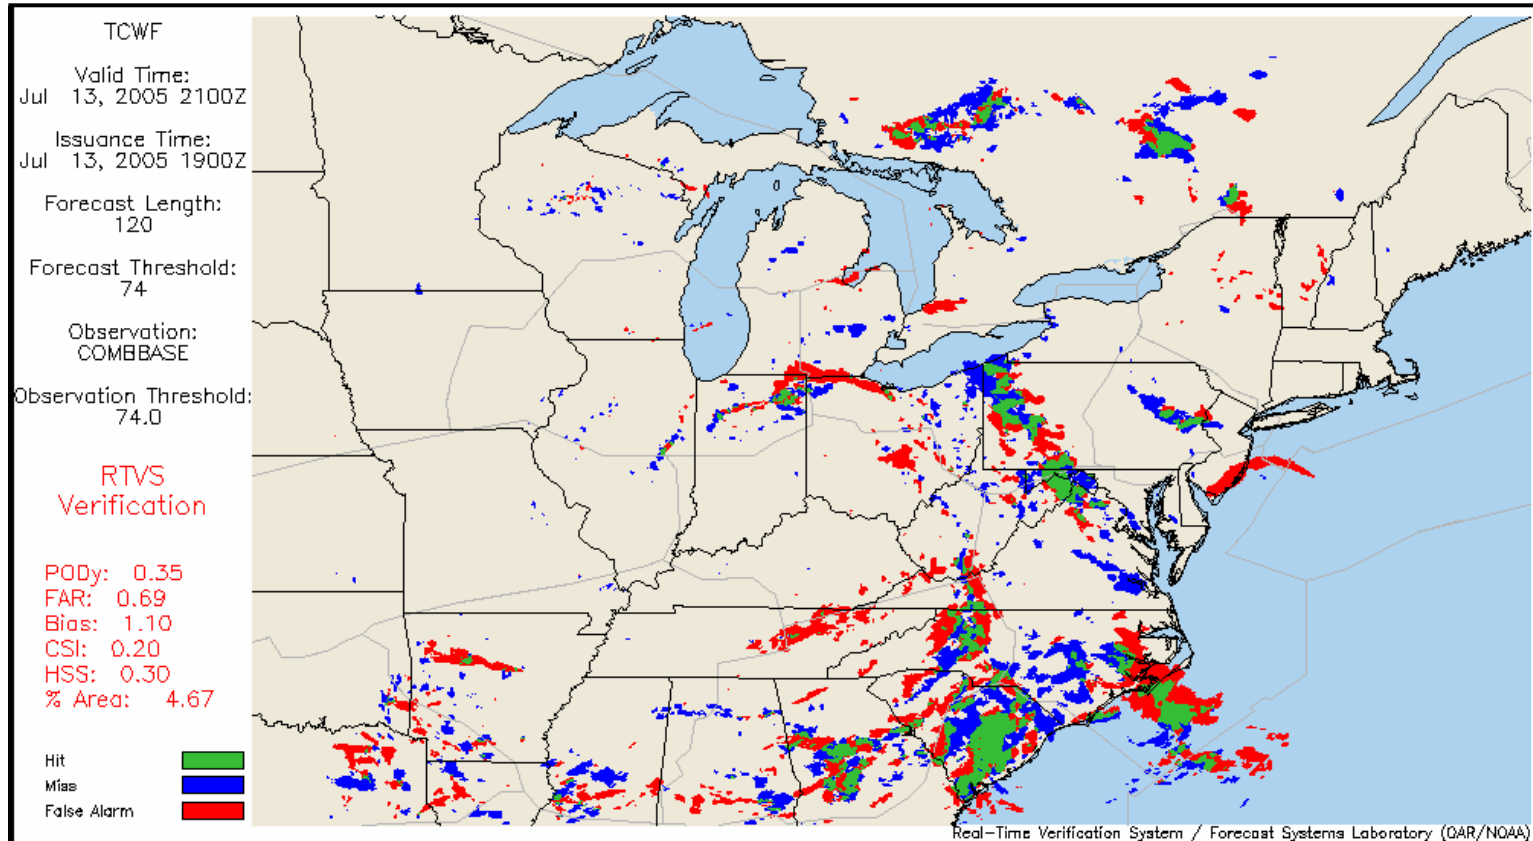 TCWF
Valid Time:
Jul 13, 2005 2100Z
Issuance Time:
Jul 13, 2005 1900Z
Forecast Length:
120
Forecast Threshold:
74
Observation:
COMBBASE
Observation Threshold:
74.0
RTVS
Verification
PODy: 0.35
FAR: 0.69
Bias: 1.10
CSI: 0.20
HSS: 0.30
% Area: 4.67
Hit
Miss
False Alarm
Real-Time Verification System / Forecast Systems Laboratory (OAR/NOAA)